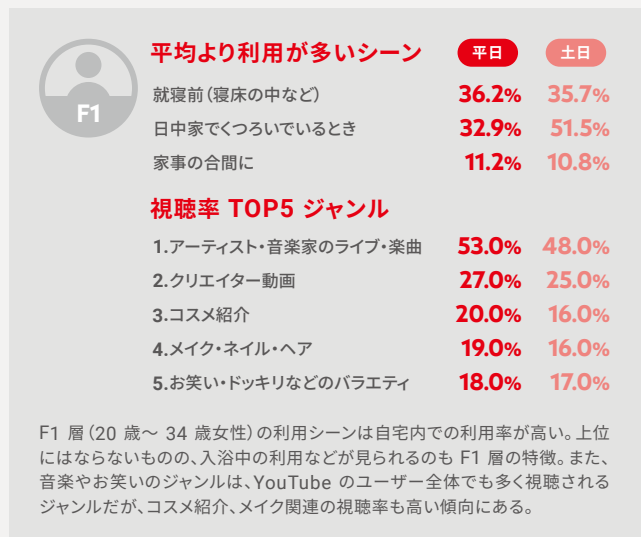 F1
平均より利用が多いシーン 平日 土日
就寝前（寝床の中など） 36.2% 35.7%
日中家でくつろいでいるとき 32.9% 51.5%
家事の合間に 11.2% 10.8%
視聴率 TOP5 ジャンル
1.アーティスト・音楽家のライブ・楽曲 53.0% 48.0%
2.クリエイター動画 27.0% 25.0%
3.コスメ紹介 20.0% 16.0%
4.メイク・ネイル・ヘア 19.0% 16.0%
5.お笑い・ドッキリなどのバラエティ 18.0% 17.0%
F1 層（20 歳〜 34 歳女性）の利用シーンは自宅内での利用率が高い。上位
にはならないものの、入浴中の利用などが見られるのも F1 層の特徴。また、
音楽やお笑いのジャンルは、YouTube のユーザー全体でも多く視聴される
ジャンルだが、コスメ紹介、メイク関連の視聴率も高い傾向にある。